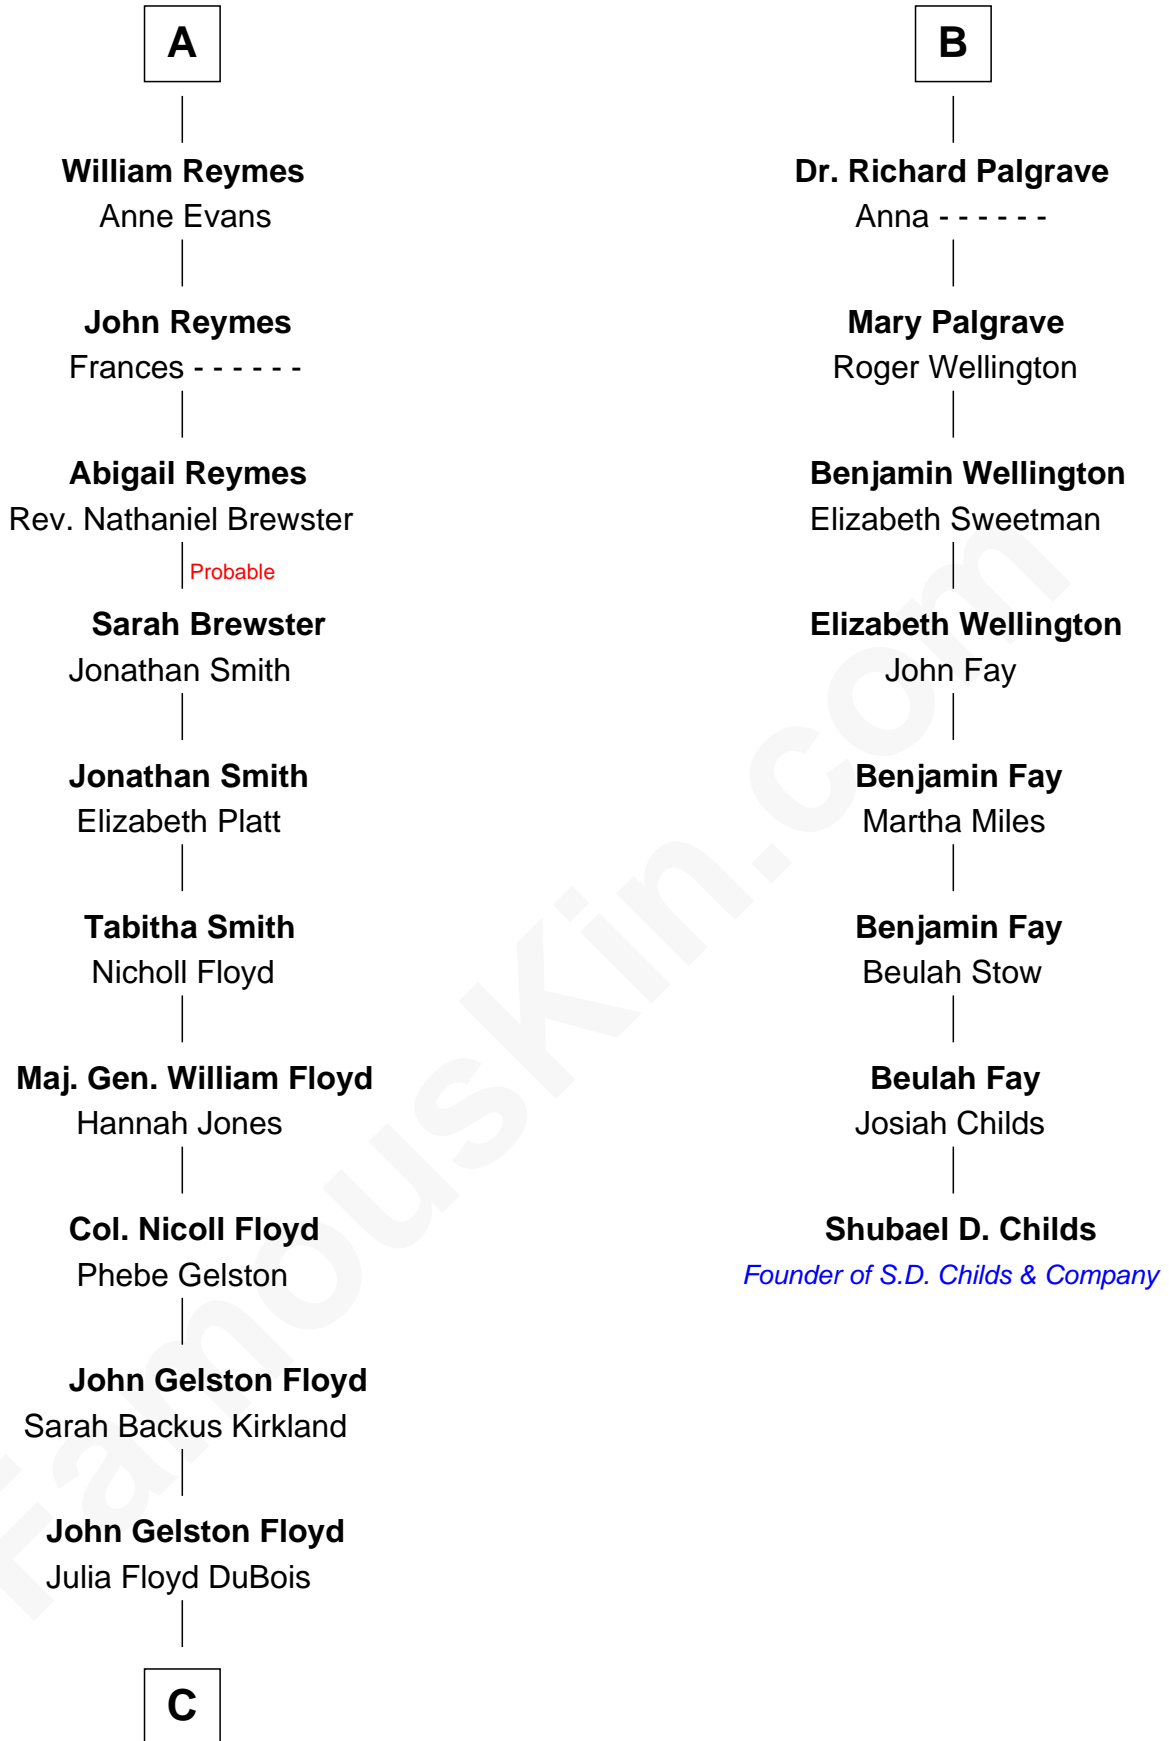 A
William Reymes
Anne Evans
John Reymes
Frances - - - - - -
Abigail Reymes
Rev. Nathaniel Brewster
Probable
Sarah Brewster
Jonathan Smith
Jonathan Smith
Elizabeth Platt
Tabitha Smith
Nicholl Floyd
Maj. Gen. William Floyd
Hannah Jones
Col. Nicoll Floyd
Phebe Gelston
John Gelston Floyd
Sarah Backus Kirkland
John Gelston Floyd
Julia Floyd DuBois
C
B
Dr. Richard Palgrave
Anna - - - - - -
Mary Palgrave
Roger Wellington
Benjamin Wellington
Elizabeth Sweetman
Elizabeth Wellington
John Fay
Benjamin Fay
Martha Miles
Benjamin Fay
Beulah Stow
Beulah Fay
Josiah Childs
Shubael D. Childs
Founder of S.D. Childs & Company
FamousKin.com